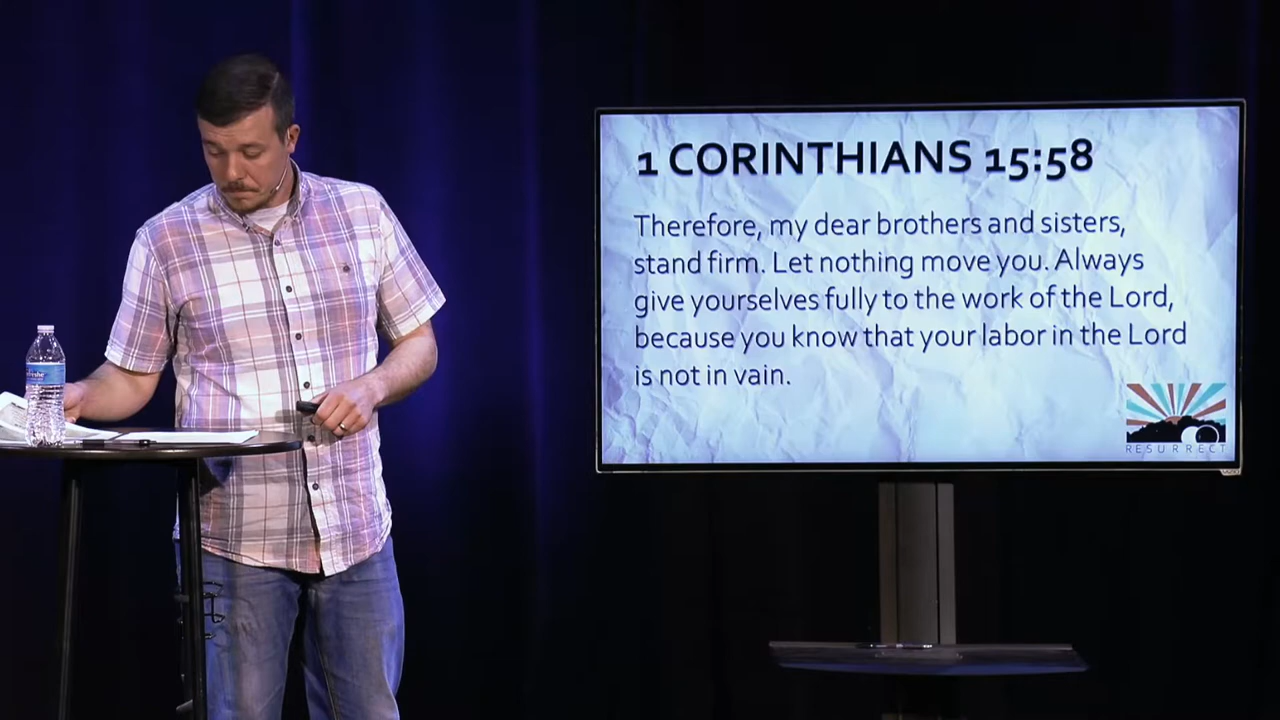 1 CORINTHIANS 15:58
Therefore, my dear brothers and sisters,
stand firm. Let nothing move you. Always
give yourselves fully to the work of the Lord,
because you know that your labor in the Lord
is not in vain.
RESURRECT